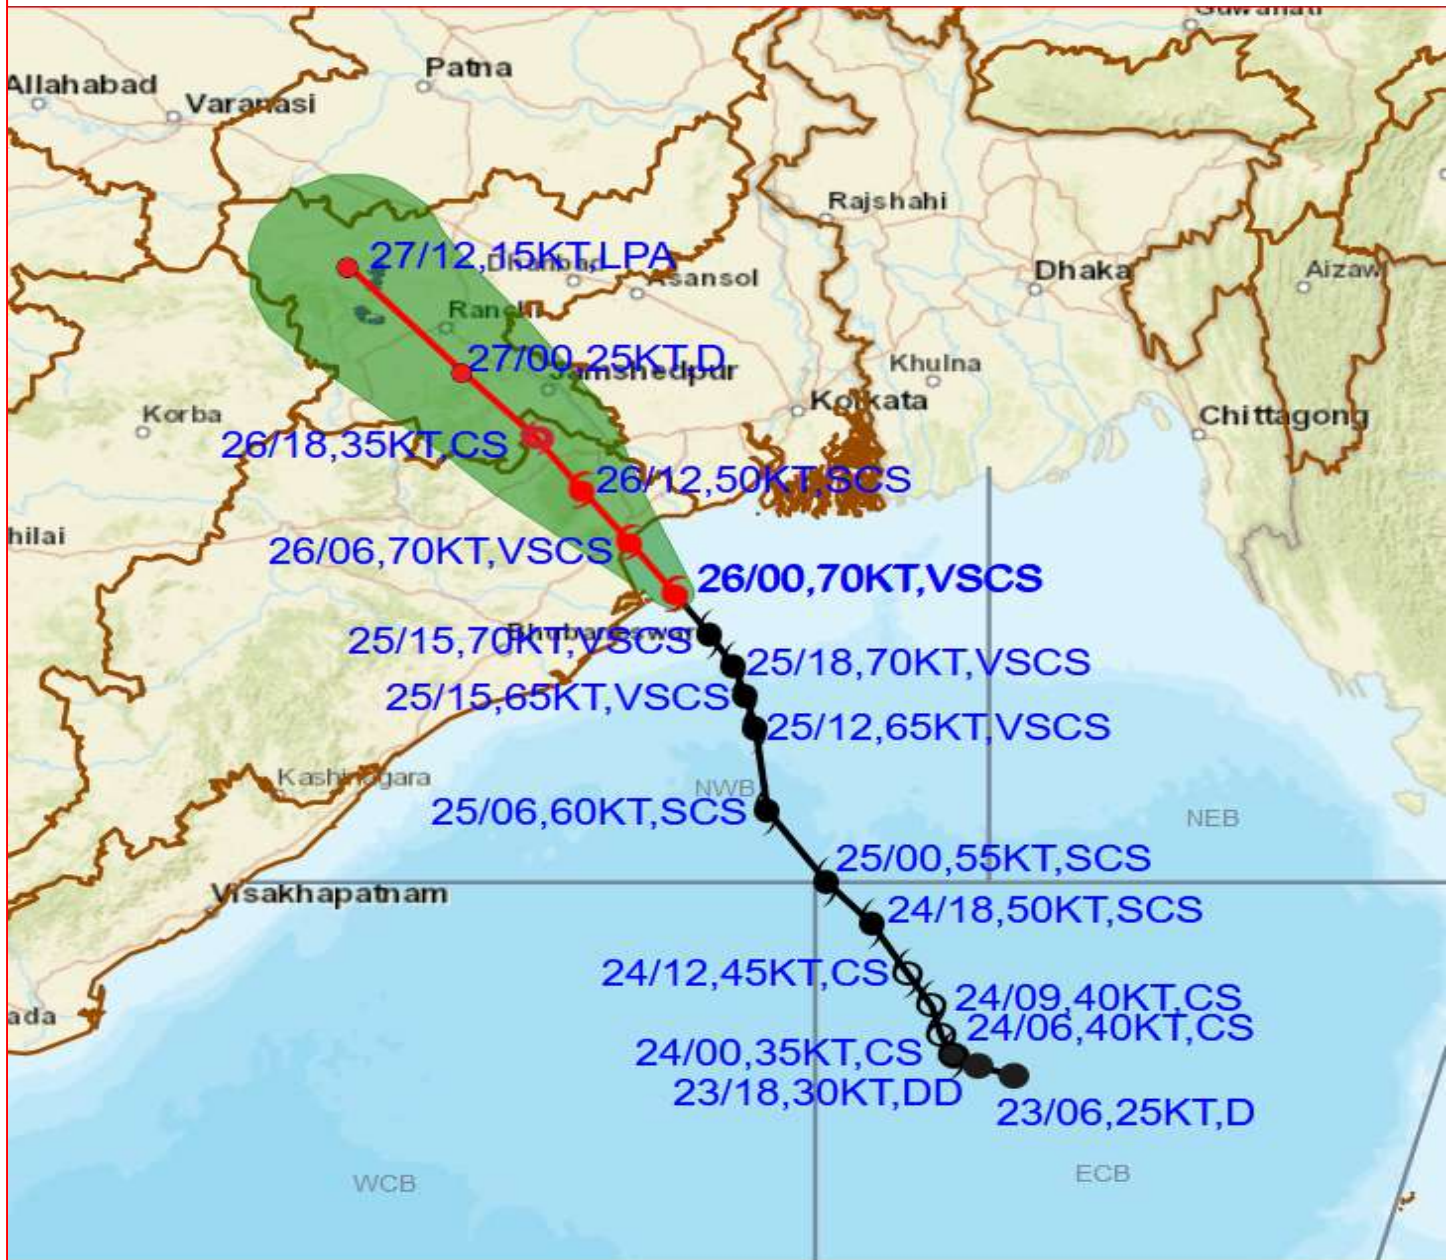 Allahabad
Varanasi
Patna
Rajshahi
27/12,15KT,LPA
Dhanbad
Asansol
Dhaka
Aizawl
Ranchi
27/00,25KT,D
Jamshedpur
Khulna
Korba
Kolkata
Chittagong
26/18,35KT,CS
26/12,50KT,SCS
hilai
26/06,70KT,VSCS
26/00,70KT,VSCS
Bhubaneswar
25/15,70KT,VSCS
25/18,70KT,VSCS
25/15,65KT,VSCS
25/12,65KT,VSCS
NWB
25/06,60KT,SCS
NEB
25/00,55KT,SCS
Visakhapatnam
24/18,50KT,SCS
24/12,45KT,CS
24/09,40KT,CS
ada
24/06,40KT,CS
24/00,35KT,CS
23/18,30KT,DD
23/06,25KT,D
WCB
ECB